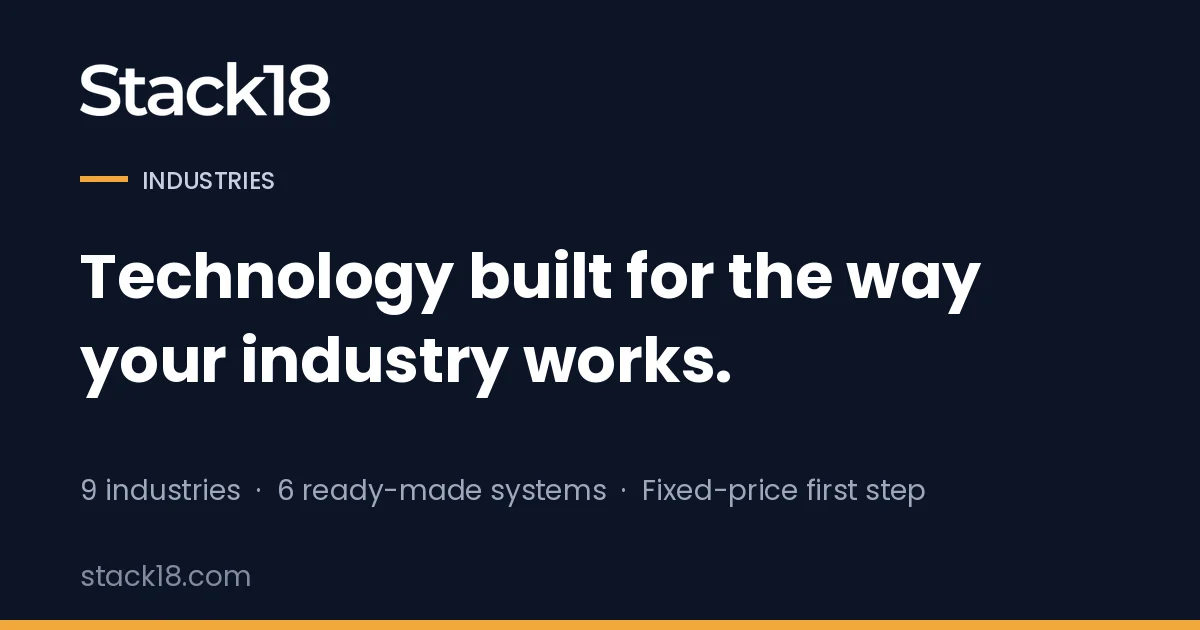 Stack18
INDUSTRIES
Technology built for the way
your industry works.
9 industries · 6 ready-made systems · Fixed-price first step
stack18.com